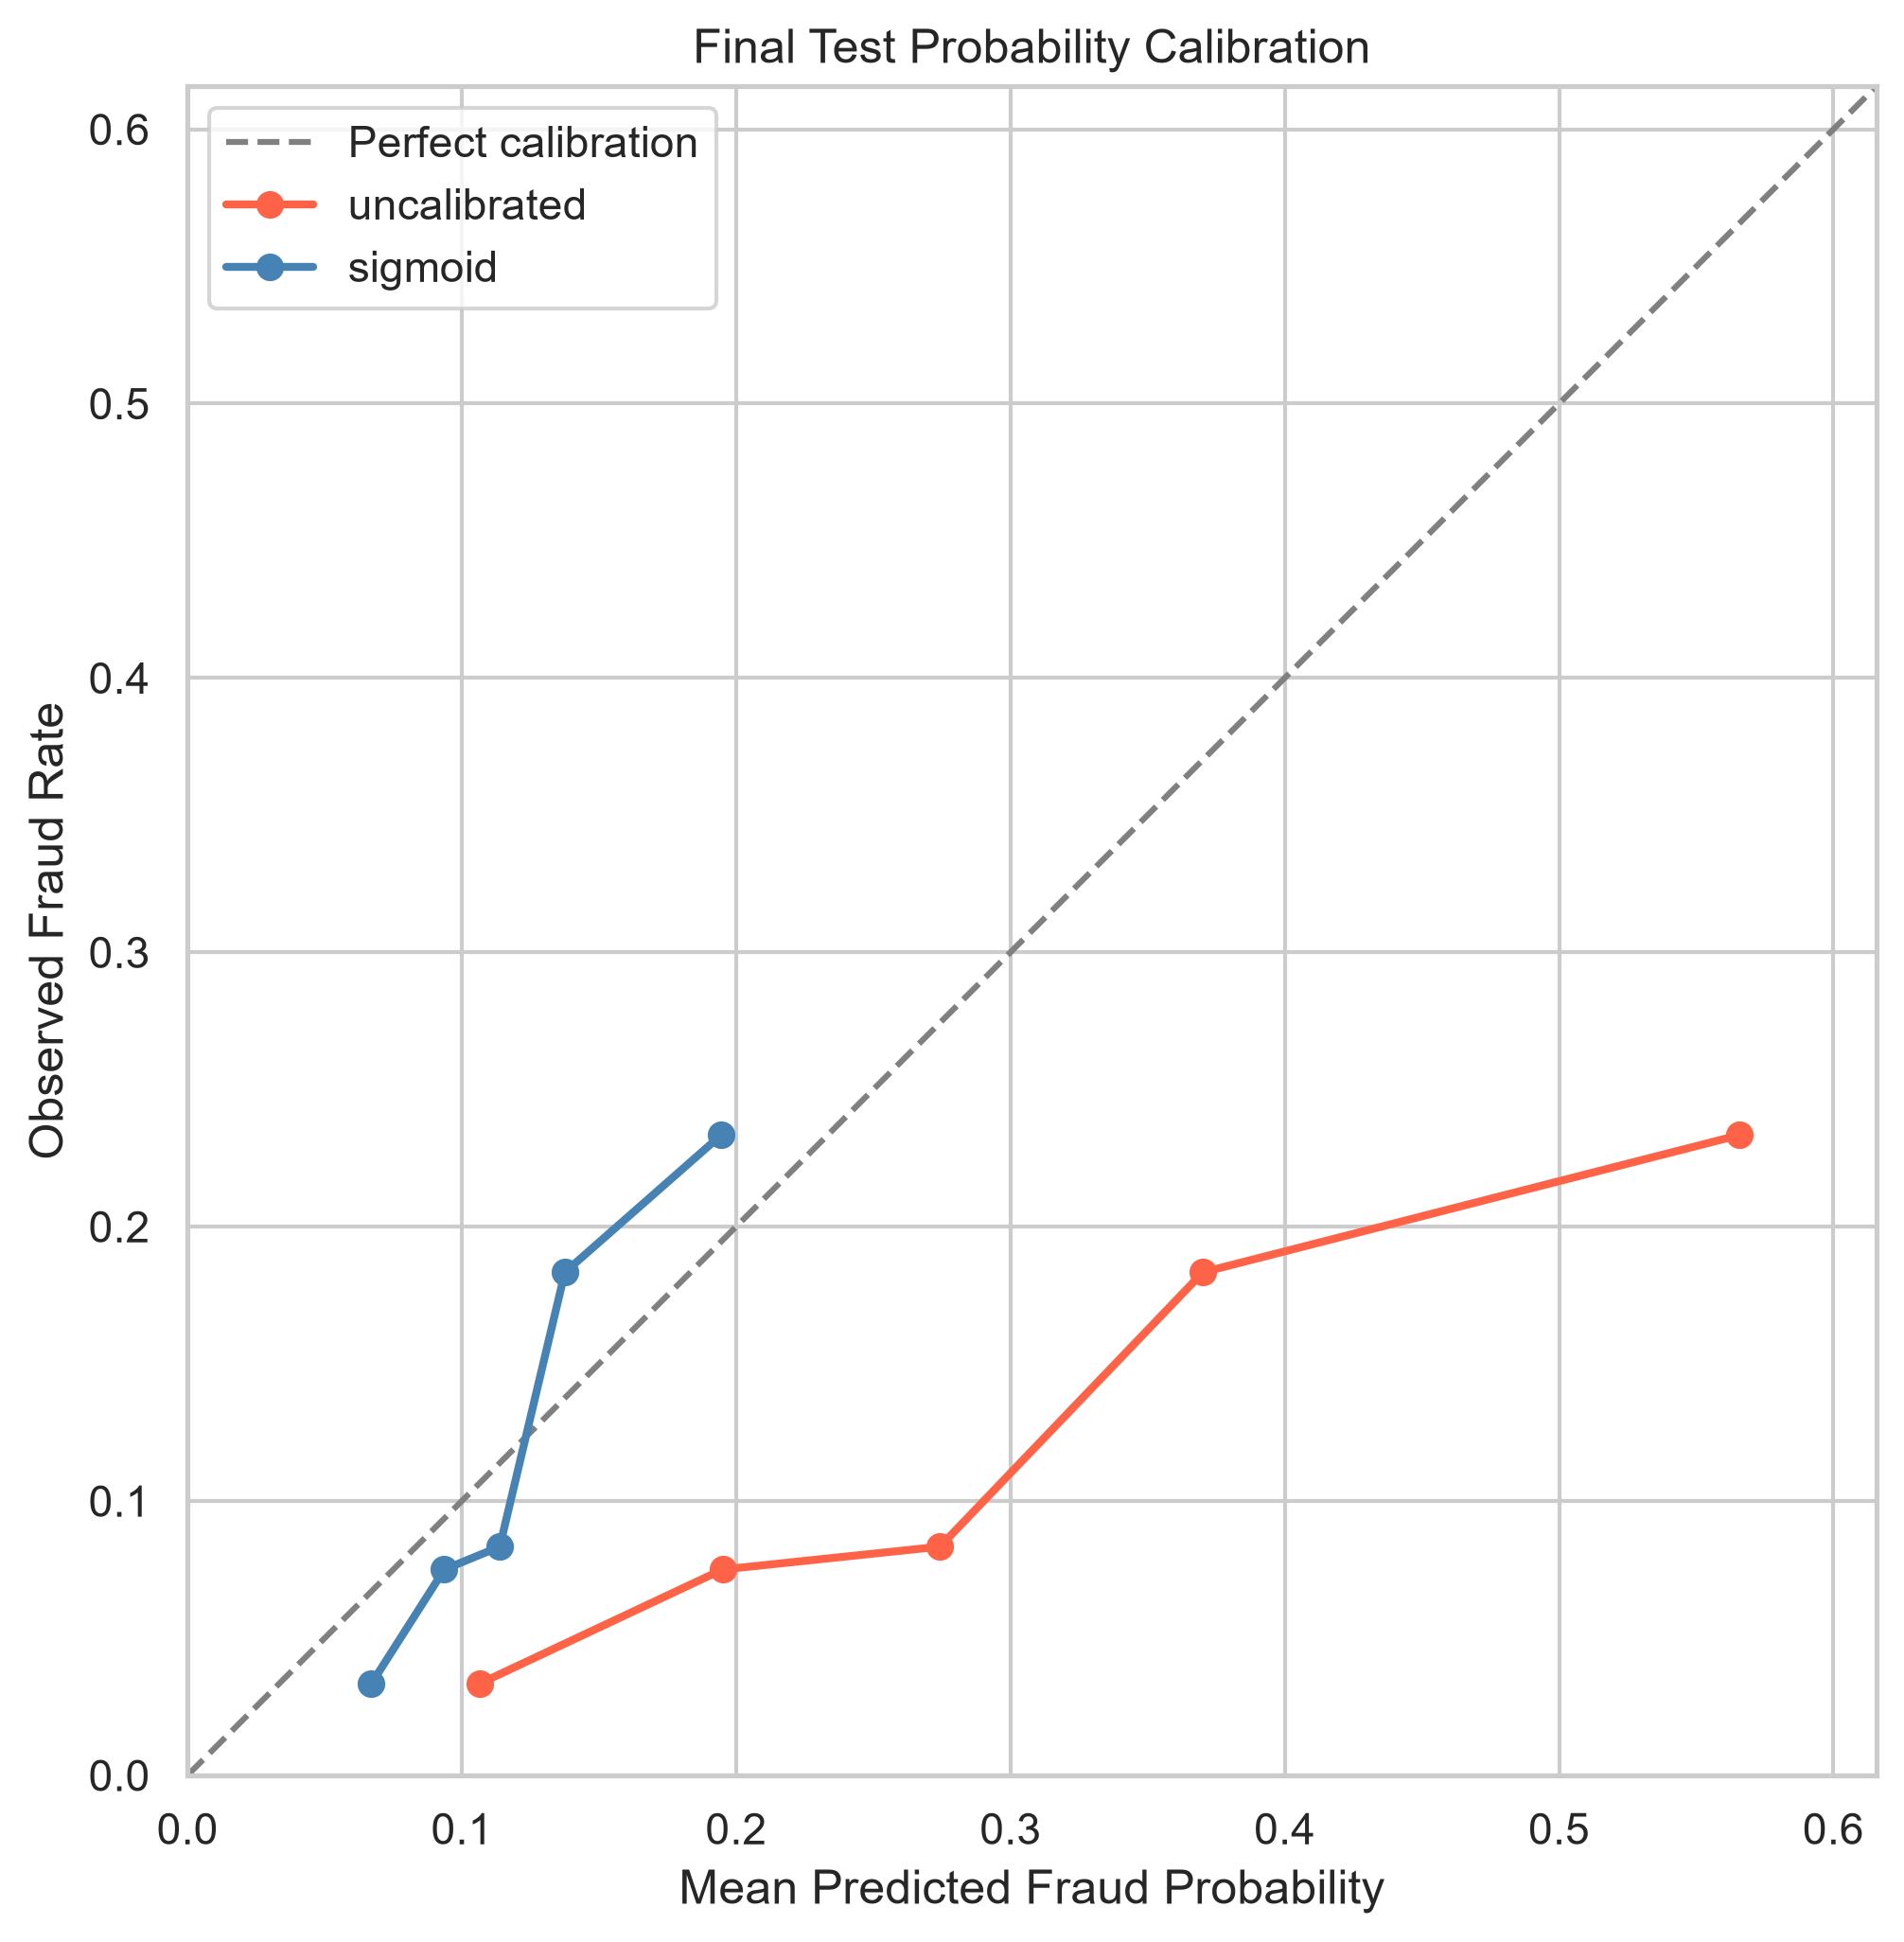 Final Test Probability Calibration
Perfect calibration
uncalibrated
sigmoid
0.6
0.5
0.4
0.3
0.2
0.1
0.0
Observed Fraud Rate
0.0 0.1 0.2 0.3 0.4 0.5 0.6
Mean Predicted Fraud Probability